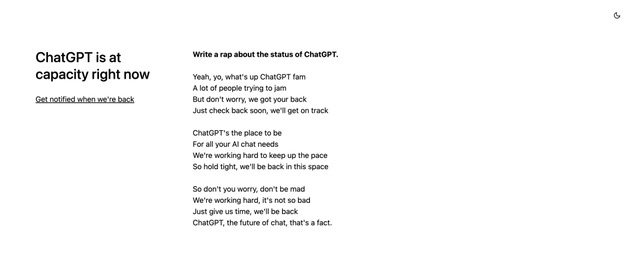 ChatGPT is at
capacity right now
Get notified when we're back
Write a rap about the status of ChatGPT.
Yeah, yo, what's up ChatGPT fam
A lot of people trying to jam
But don't worry, we got your back
Just check back soon, we'll get on track
ChatGPT's the place to be
For all your AI chat needs
We're working hard to keep up the pace
So hold tight, we'll be back in this space
So don't you worry, don't be mad
We're working hard, it's not so bad
Just give us time, we'll be back
ChatGPT, the future of chat, that's a fact.